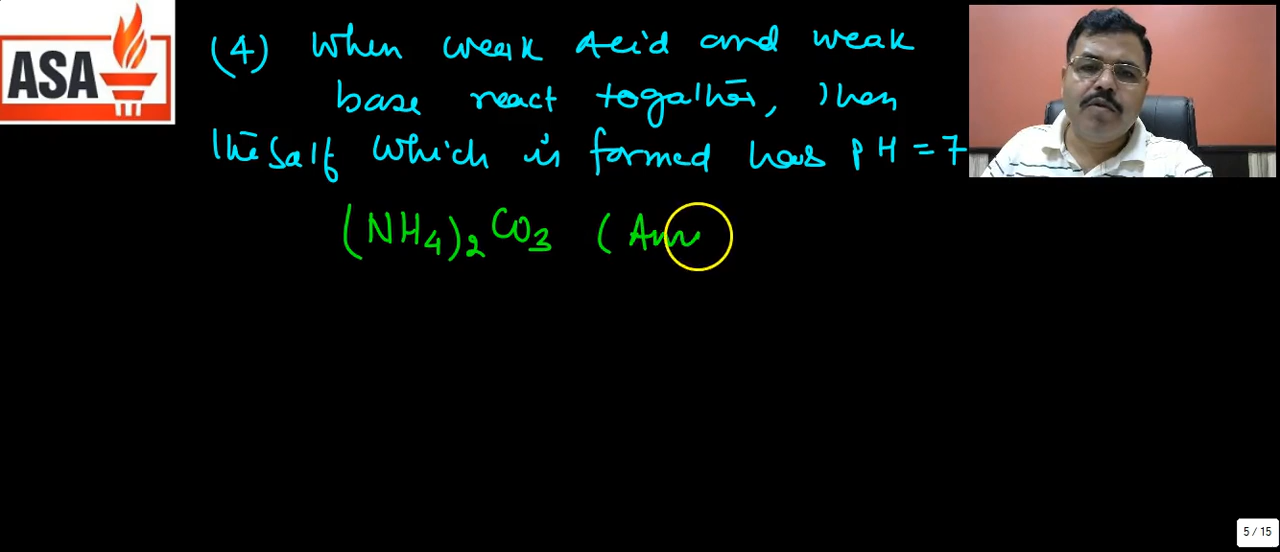 ASA
(4) When weak Acid and weak
base react togather, then
the Salt which is formed has pH = 7
(NH4)2CO3 (Amm
5 / 15